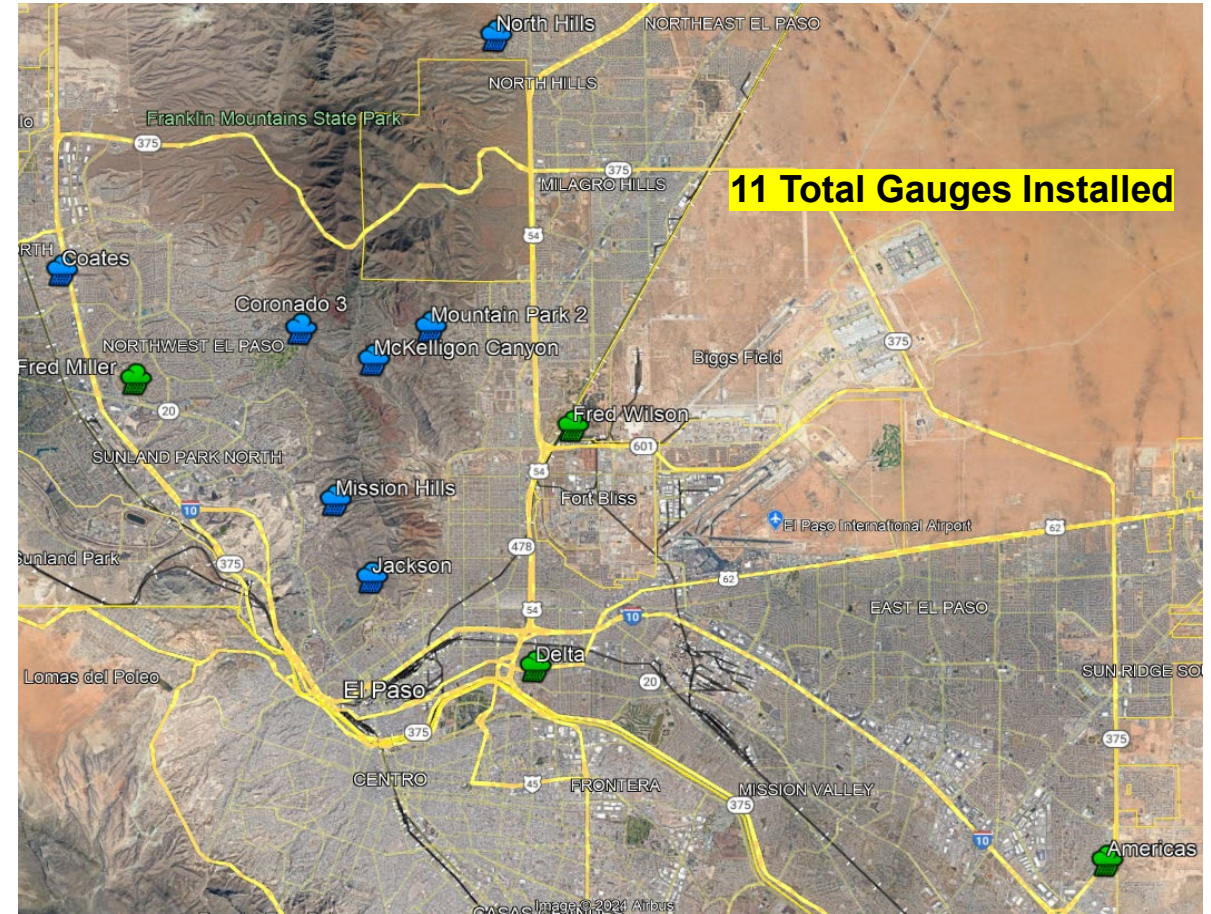 North Hills
NORTHEAST EL PASO
NORTH HILLS
Franklin Mountains State Park
375
375
MILAGRO HILLS
11 Total Gauges Installed
54
Coates
Coronado 3
Mountain Park 2
McKelligon Canyon
NORTHWEST EL PASO
Biggs Field
375
Fred Miller
20
Fred Wilson
601
SUNLAND PARK NORTH
54
Mission Hills
Fort Bliss
10
El Paso International Airport
62
478
Sunland Park
375
Jackson
62
54
10
EAST EL PASO
Delta
Lomas del Poleo
20
El Paso
SUN RIDGE SOU
375
375
CENTRO
45
FRONTERA
MISSION VALLEY
375
10
Americas
Image © 2024 Airbus